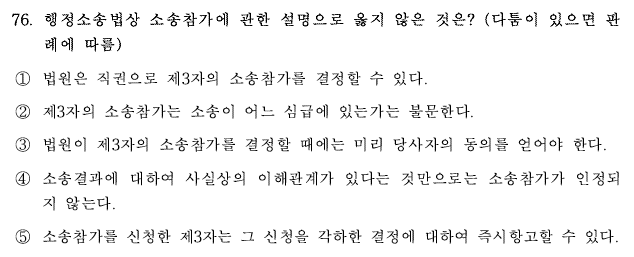 76. 행정소송법상 소송참가에 관한 설명으로 옳지 않은 것은? (다툼이 있으면 판
례에 따름)
① 법원은 직권으로 제3자의 소송참가를 결정할 수 있다.
② 제3자의 소송참가는 소송이 어느 심급에 있는가는 불문한다.
③ 법원이 제3자의 소송참가를 결정할 때에는 미리 당사자의 동의를 얻어야 한다.
④ 소송결과에 대하여 사실상의 이해관계가 있다는 것만으로는 소송참가가 인정되
지 않는다.
⑤ 소송참가를 신청한 제3자는 그 신청을 각하한 결정에 대하여 즉시항고할 수 있다.